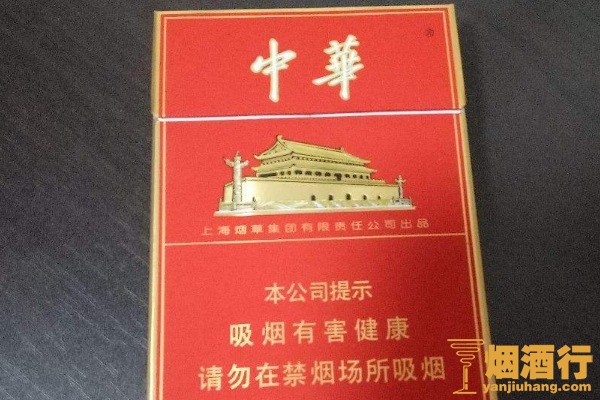 中華
®
上海烟草集团有限责任公司出品
本公司提示
吸烟有害健康
请勿在禁烟场所吸烟
烟酒行
yanjiuhang.com